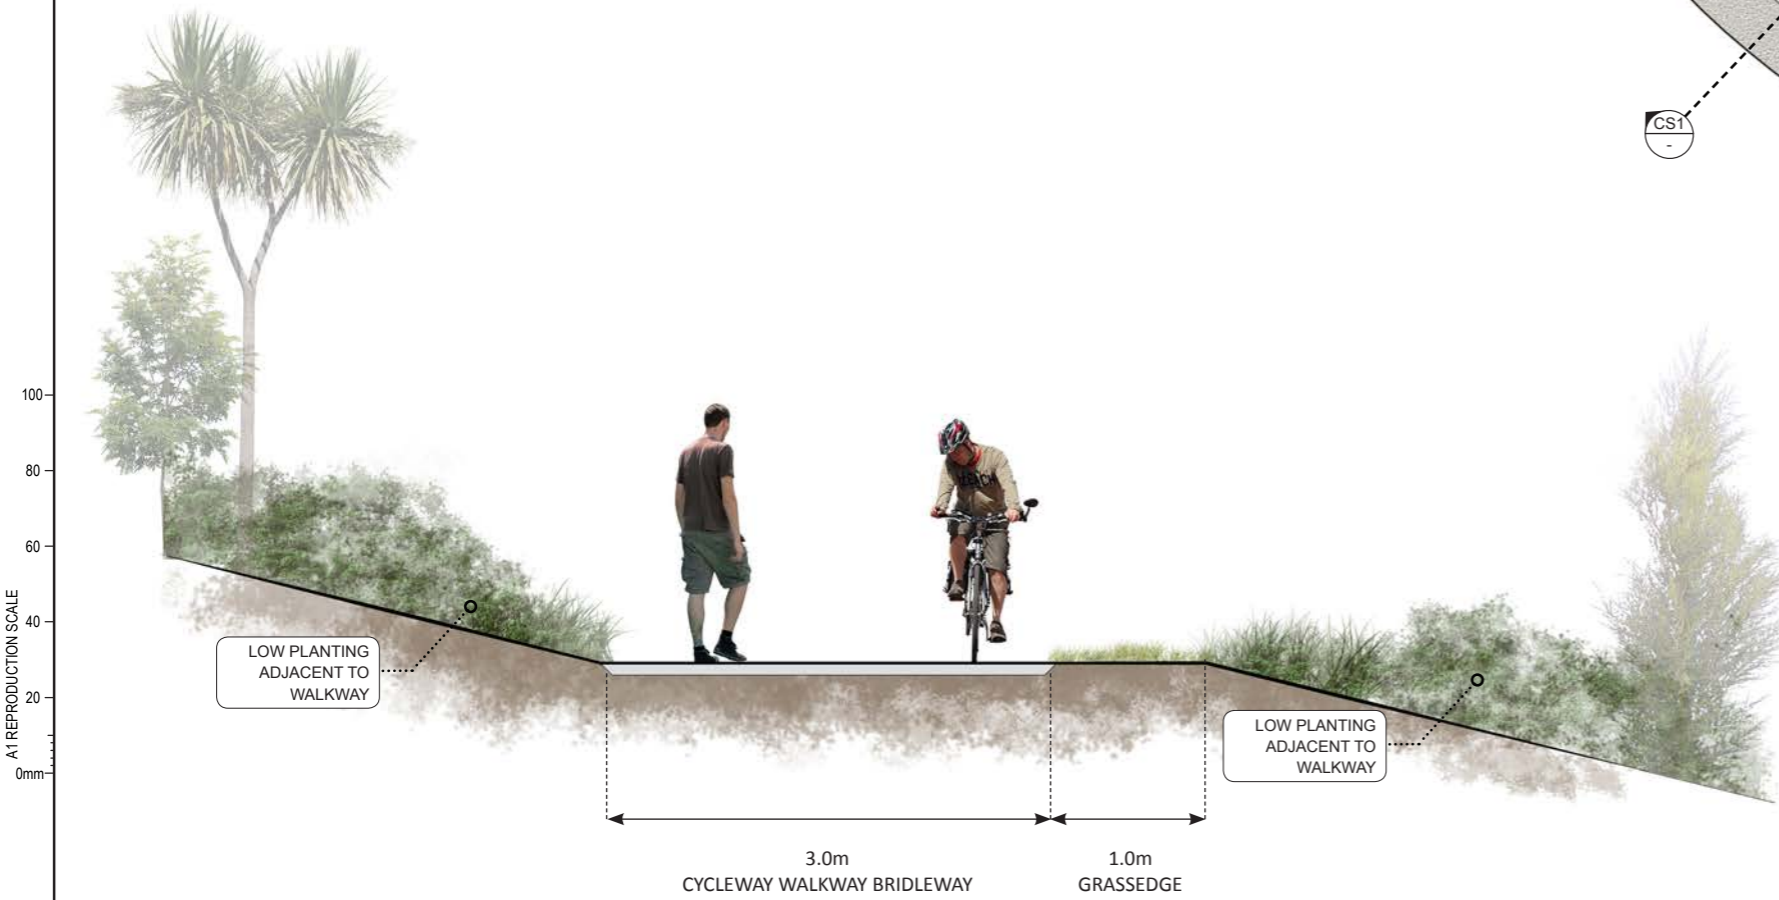 CS1
-
100
80
60
40
20
0mm
A1 REPRODUCTION SCALE
LOW PLANTING
ADJACENT TO
WALKWAY
LOW PLANTING
ADJACENT TO
WALKWAY
3.0m
CYCLEWAY WALKWAY BRIDLEWAY
1.0m
GRASSEDGE